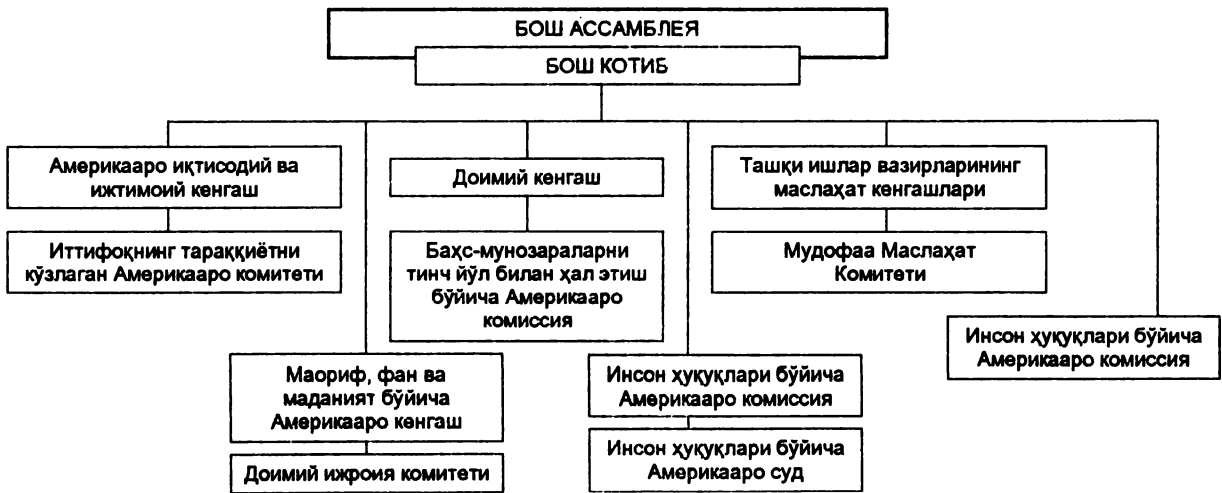 БОШ АССАМБЛЕЯ
БОШ КОТИБ
Америкааро иқтисодий ва
ижтимоий кенгаш
Иттифоқнинг тараққиётни
кўзлаган Америкааро комитети
Доимий кенгаш
Баҳс-мунозараларни
тинч йўл билан ҳал этиш
бўйича Америкааро
комиссия
Ташқи ишлар вазирларининг
маслаҳат кенгашлари
Мудофаа Маслаҳат
Комитети
Инсон ҳуқуқлари бўйича
Америкааро комиссия
Маориф, фан ва
маданият бўйича
Америкааро кенгаш
Доимий ижроия комитети
Инсон ҳуқуқлари бўйича
Америкааро комиссия
Инсон ҳуқуқлари бўйича
Америкааро суд